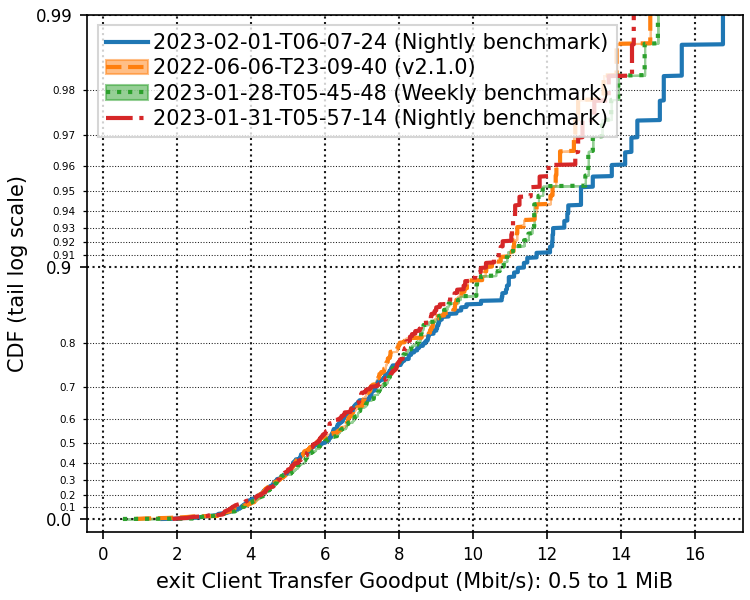 0.99
2023-02-01-T06-07-24 (Nightly benchmark)
2022-06-06-T23-09-40 (v2.1.0)
2023-01-28-T05-45-48 (Weekly benchmark)
2023-01-31-T05-57-14 (Nightly benchmark)
0.98
0.97
0.96
0.95
0.94
0.93
0.92
0.91
0.9
0.8
0.7
0.6
0.5
0.4
0.3
0.2
0.1
0.0
CDF (tail log scale)
0 2 4 6 8 10 12 14 16
exit Client Transfer Goodput (Mbit/s): 0.5 to 1 MiB